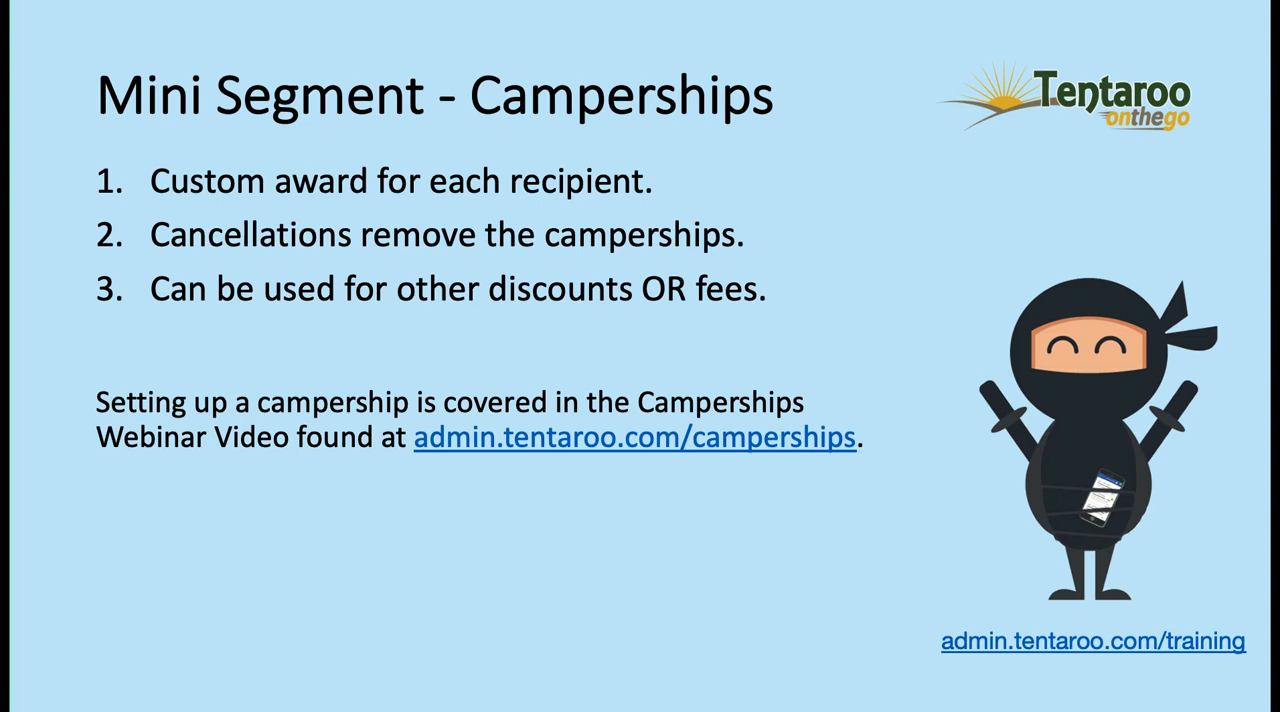 Mini Segment - Camperships
Tentaroo
onthego
1. Custom award for each recipient.
2. Cancellations remove the camperships.
3. Can be used for other discounts OR fees.
Setting up a campership is covered in the Camperships
Webinar Video found at admin.tentaroo.com/camperships.
admin.tentaroo.com/training